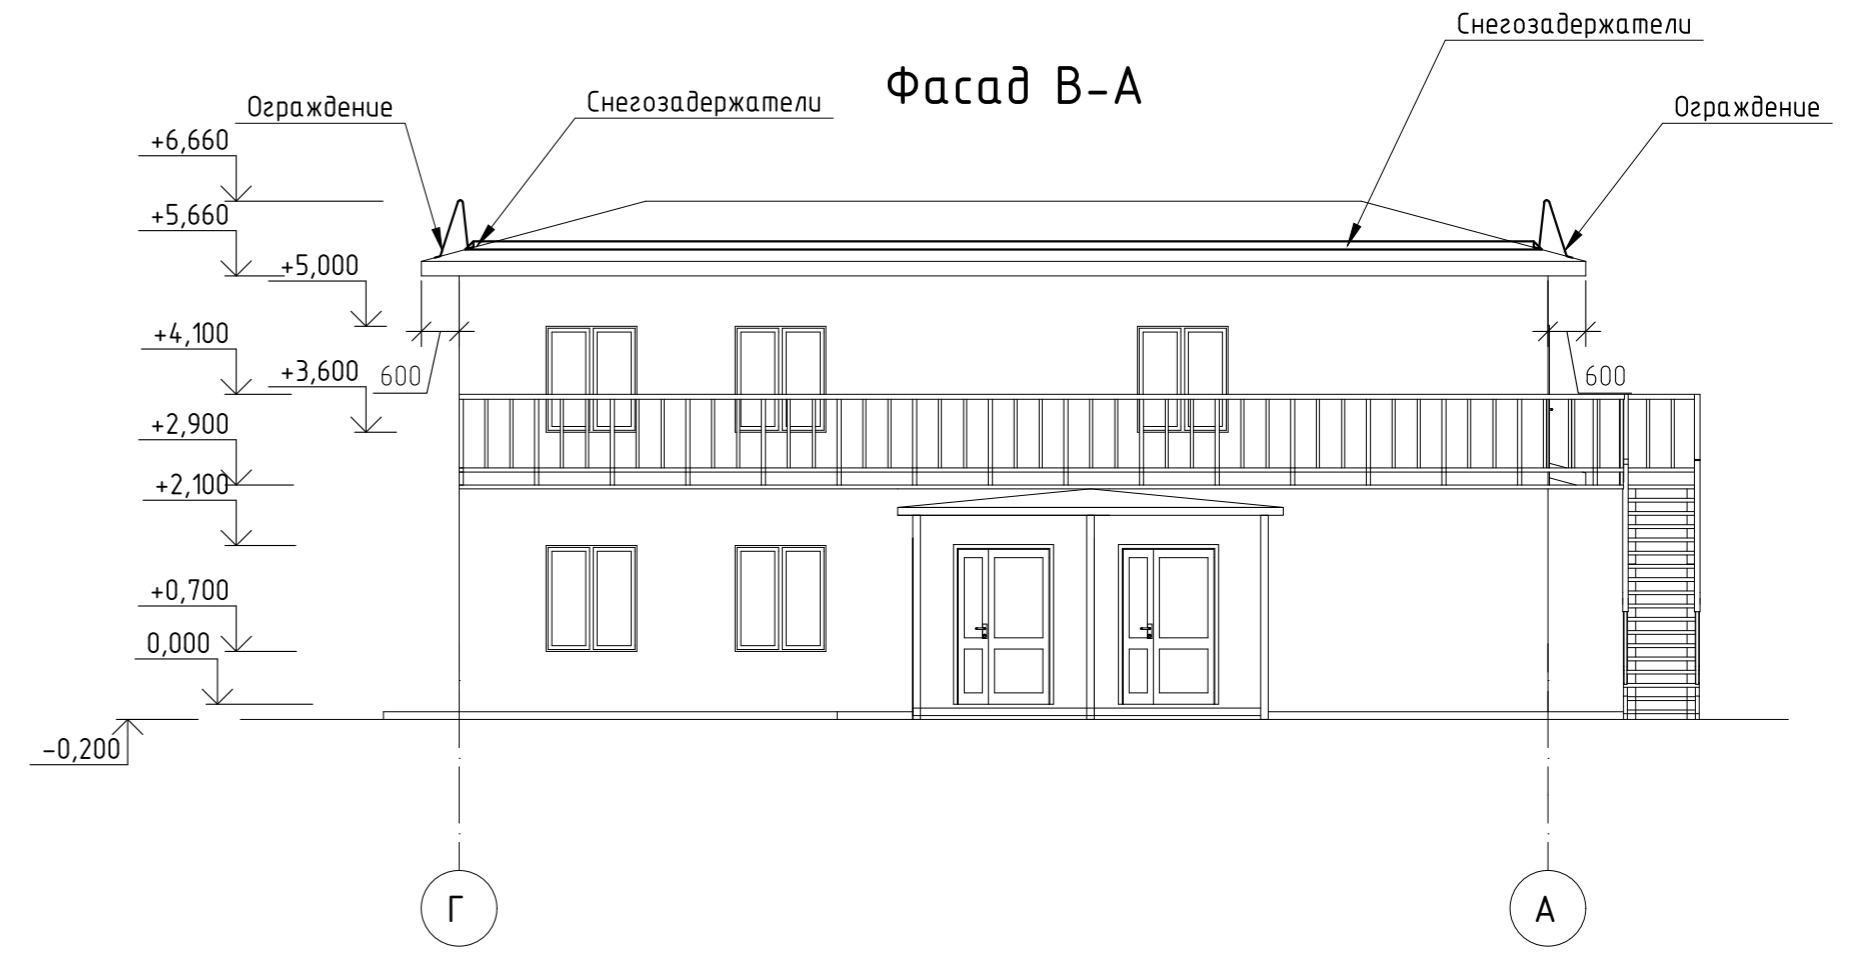 Снегозадержатели
Фасад В-А
Ограждение
Снегозадержатели
Ограждение
+6,660
+5,660
+5,000
+4,100
+3,600
600
600
+2,900
+2,100
+0,700
0,000
-0,200
Г
А